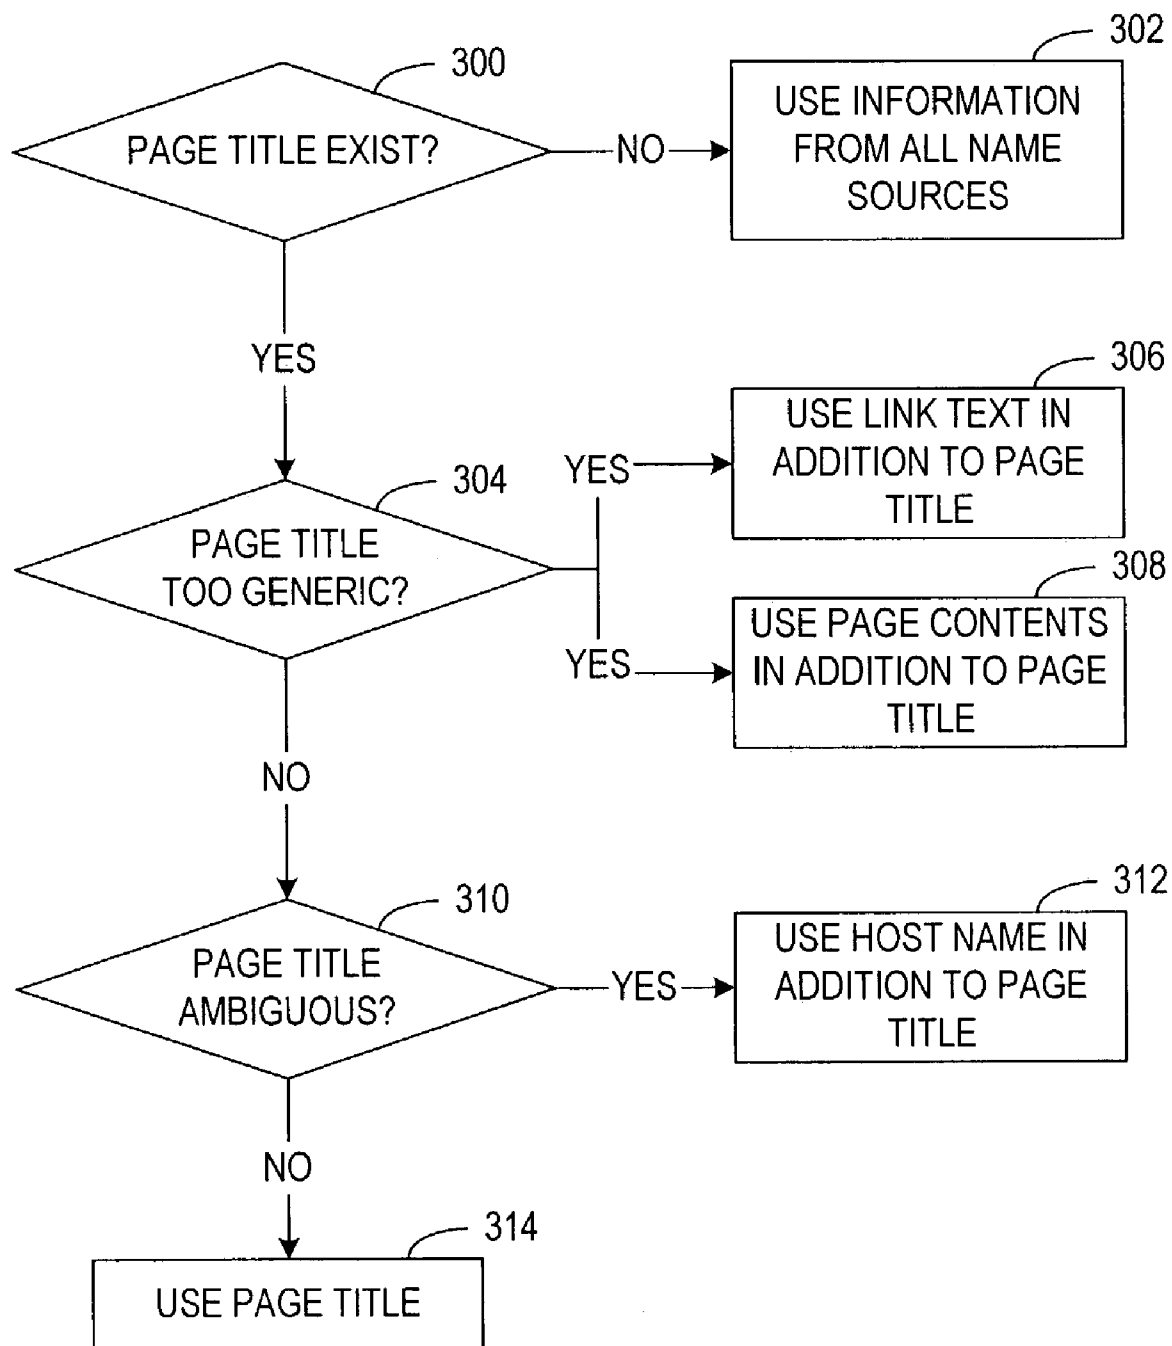 302
300
USE INFORMATION
FROM ALL NAME
SOURCES
PAGE TITLE EXIST?
NO
YES
306
USE LINK TEXT IN
ADDITION TO PAGE
TITLE
304
YES
PAGE TITLE
TOO GENERIC?
308
USE PAGE CONTENTS
IN ADDITION TO PAGE
TITLE
YES
NO
312
310
USE HOST NAME IN
ADDITION TO PAGE
TITLE
PAGE TITLE
AMBIGUOUS?
YES
NO
314
USE PAGE TITLE